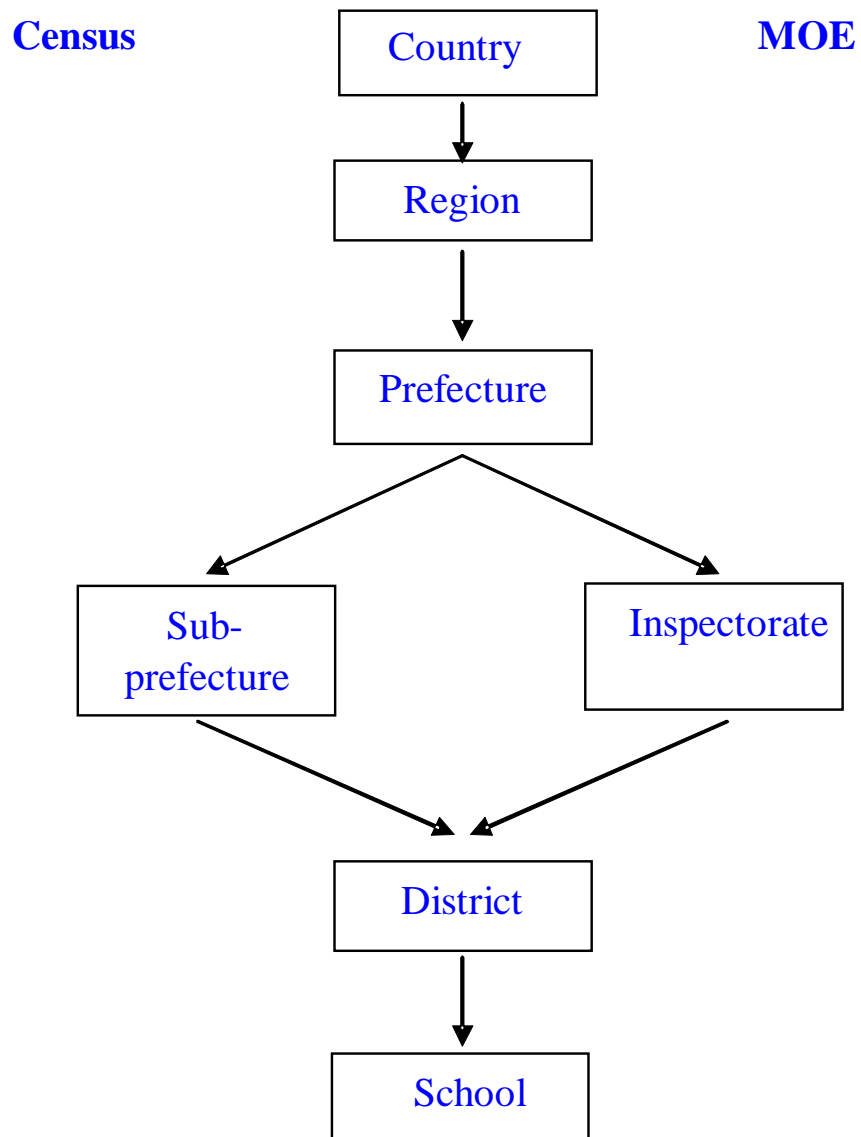 Census
Country
MOE
Region
Prefecture
Sub-
prefecture
Inspectorate
District
School